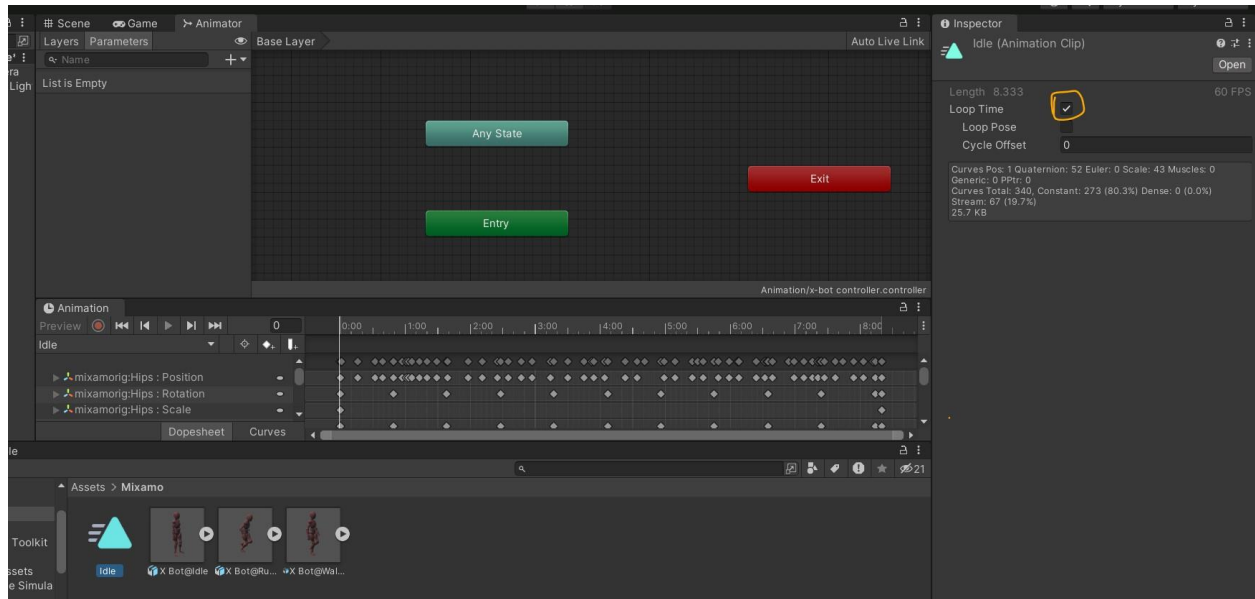 # Scene Game Animator
Layers Parameters Base Layer Auto Live Link
Name
List is Empty
Ligh
Any State
Exit
Entry
Animation/x-bot controller.controller
Inspector
Idle (Animation Clip)
Open
Length 8.333 60 FPS
Loop Time
Loop Pose
Cycle Offset 0
Curves Pos: 1 Quaternion: 52 Euler: 0 Scale: 43 Muscles: 0
Generic: 0 PPtr: 0
Curves Total: 340, Constant: 273 (80.3%) Dense: 0 (0.0%)
Stream: 67 (19.7%)
25.7 KB
Animation
Preview 0 0:00 1:00 2:00 3:00 4:00 5:00 6:00 7:00 8:00
Idle
mixamorig:Hips : Position
mixamorig:Hips : Rotation
mixamorig:Hips : Scale
Dopesheet Curves
le
21
Assets > Mixamo
Toolkit
ssets
e Simula
Idle X Bot@Idle X Bot@Ru... X Bot@Wal...